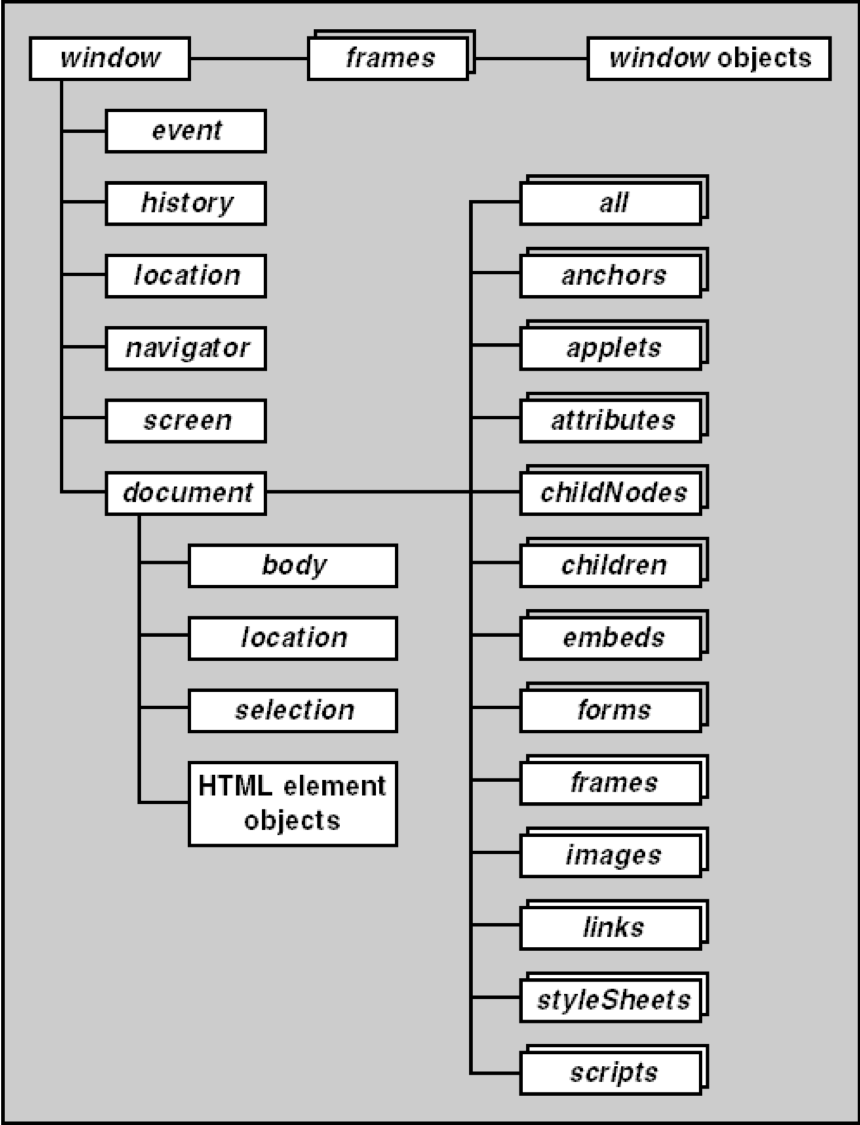 window
frames
window objects
event
history
location
navigator
screen
document
body
location
selection
HTML element
objects
all
anchors
applets
attributes
childNodes
children
embeds
forms
frames
images
links
styleSheets
scripts